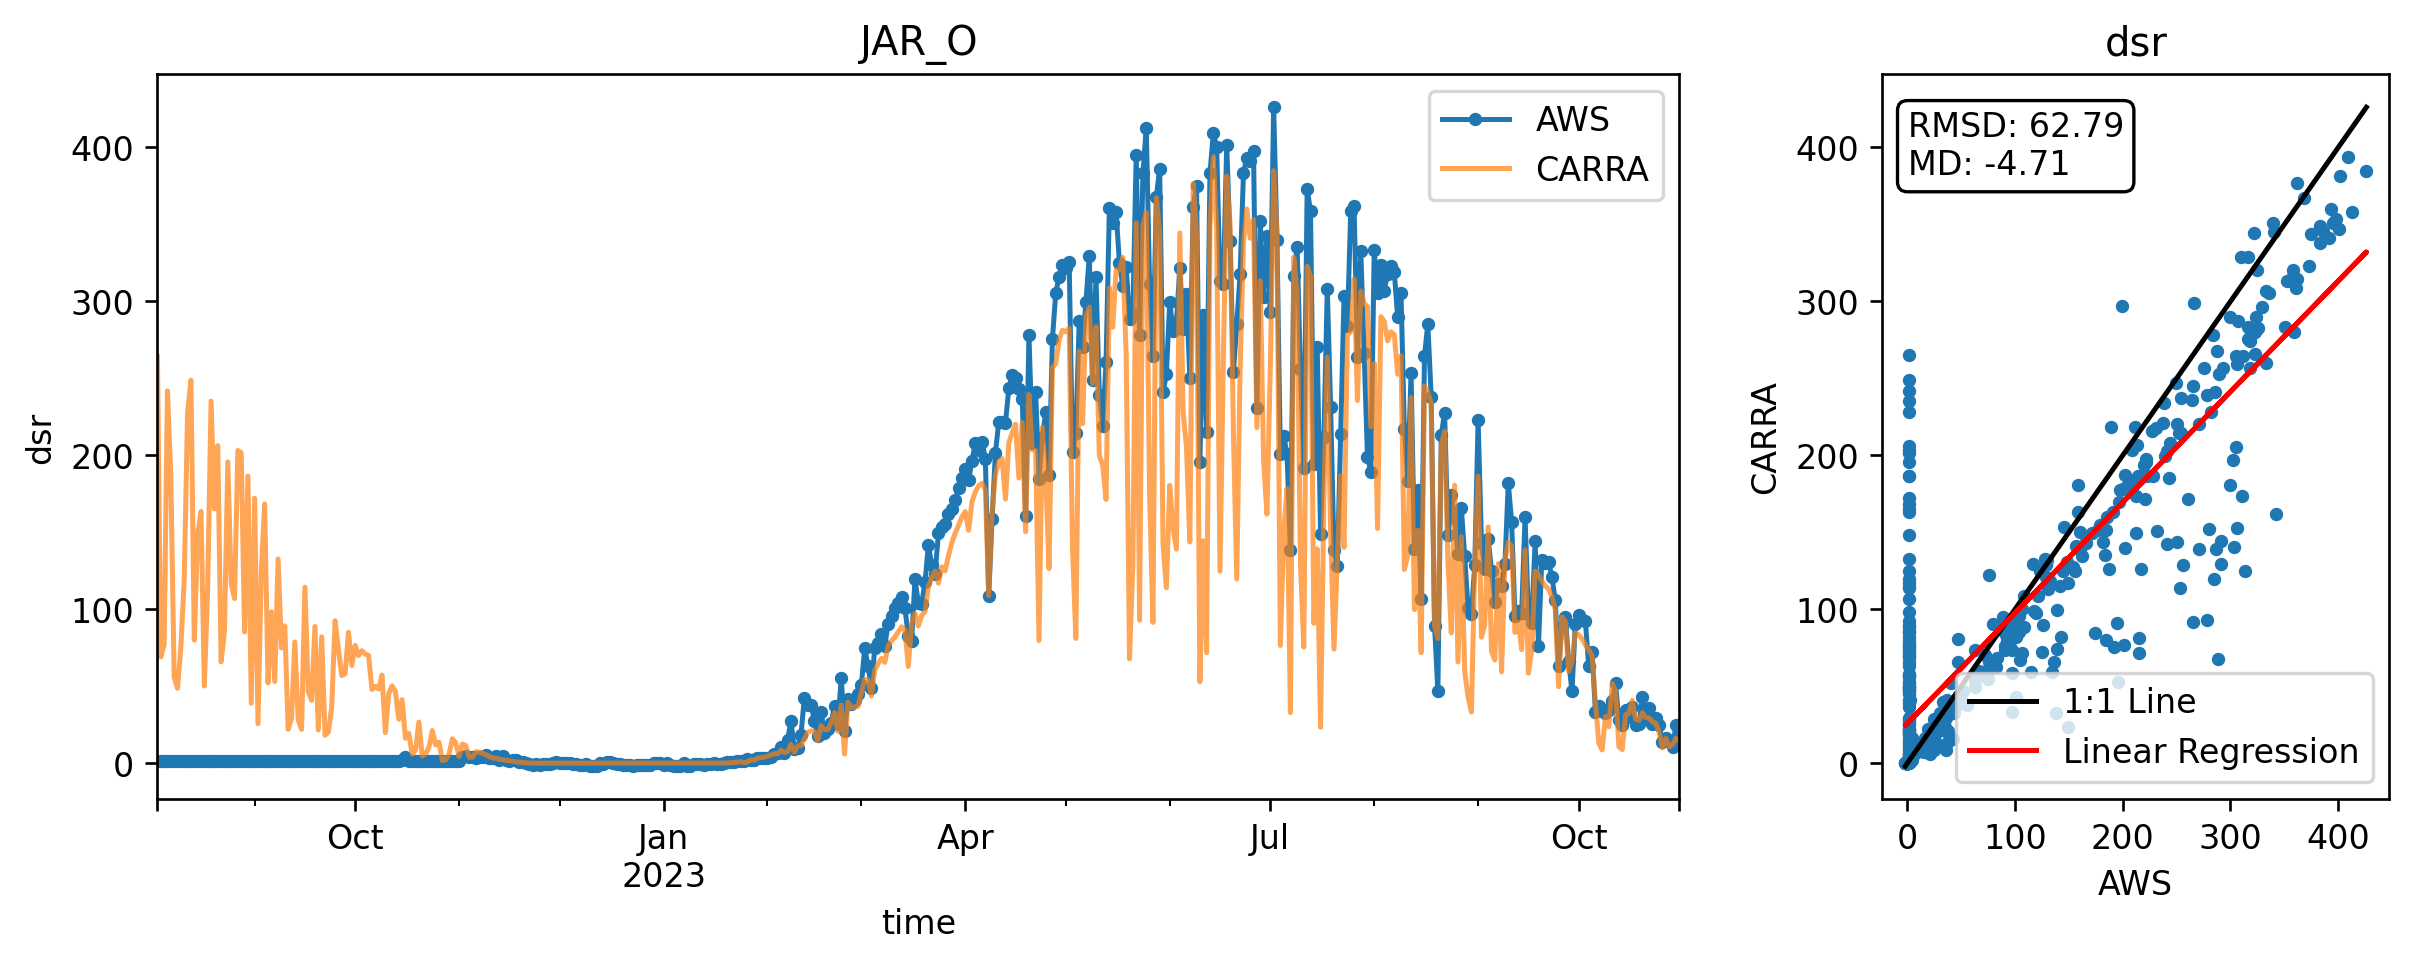 JAR_O
dsr
400
300
200
100
0
AWS
CARRA
Oct
Jan
2023
Apr
Jul
Oct
time
dsr
RMSD: 62.79
MD: -4.71
CARRA
400
300
200
100
0
1:1 Line
Linear Regression
0
100
200
300
400
AWS